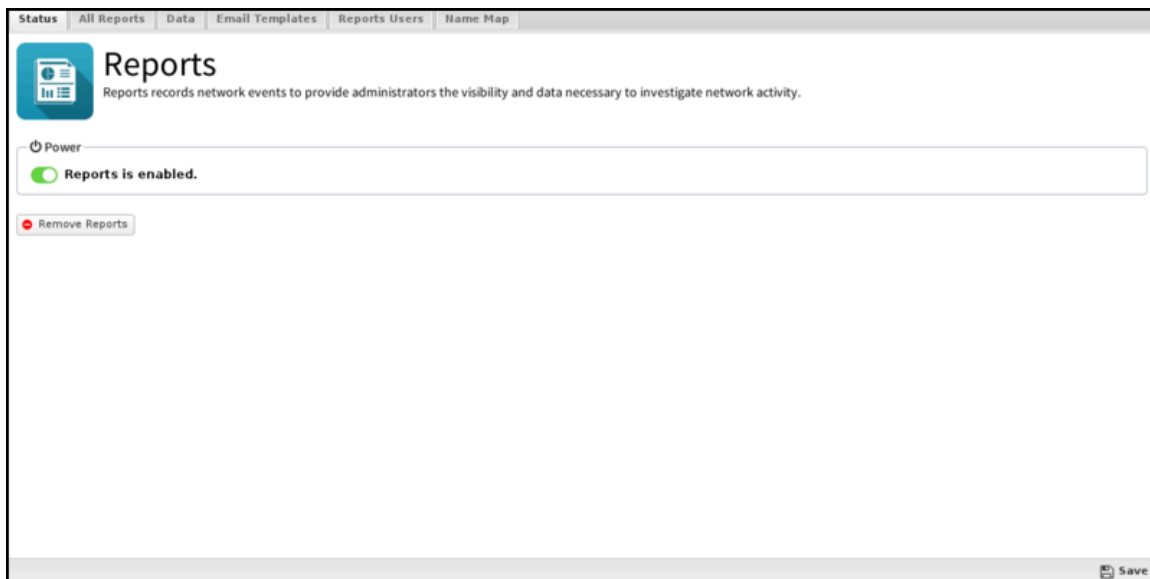 Status All Reports Data Email Templates Reports Users Name Map
Reports
Reports records network events to provide administrators the visibility and data necessary to investigate network activity.
Power
Reports is enabled.
Remove Reports
Save